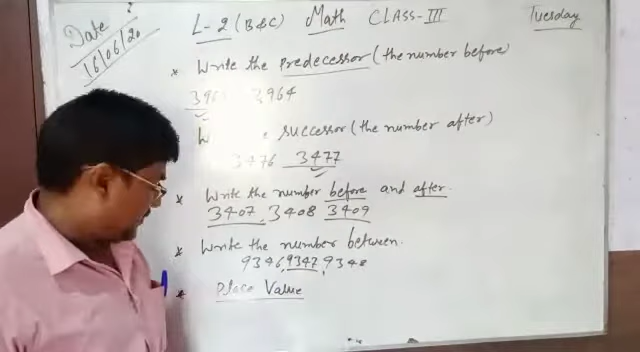 Date
16/06/20
L-2 (B&C) Math CLASS-III Tuesday
* Write the predecessor (the number before)
3964
successor (the number after)
3476 3477
* Write the number before and after.
3407, 3408 3409
* Write the number between.
9346, 9347, 9348
* Place Value